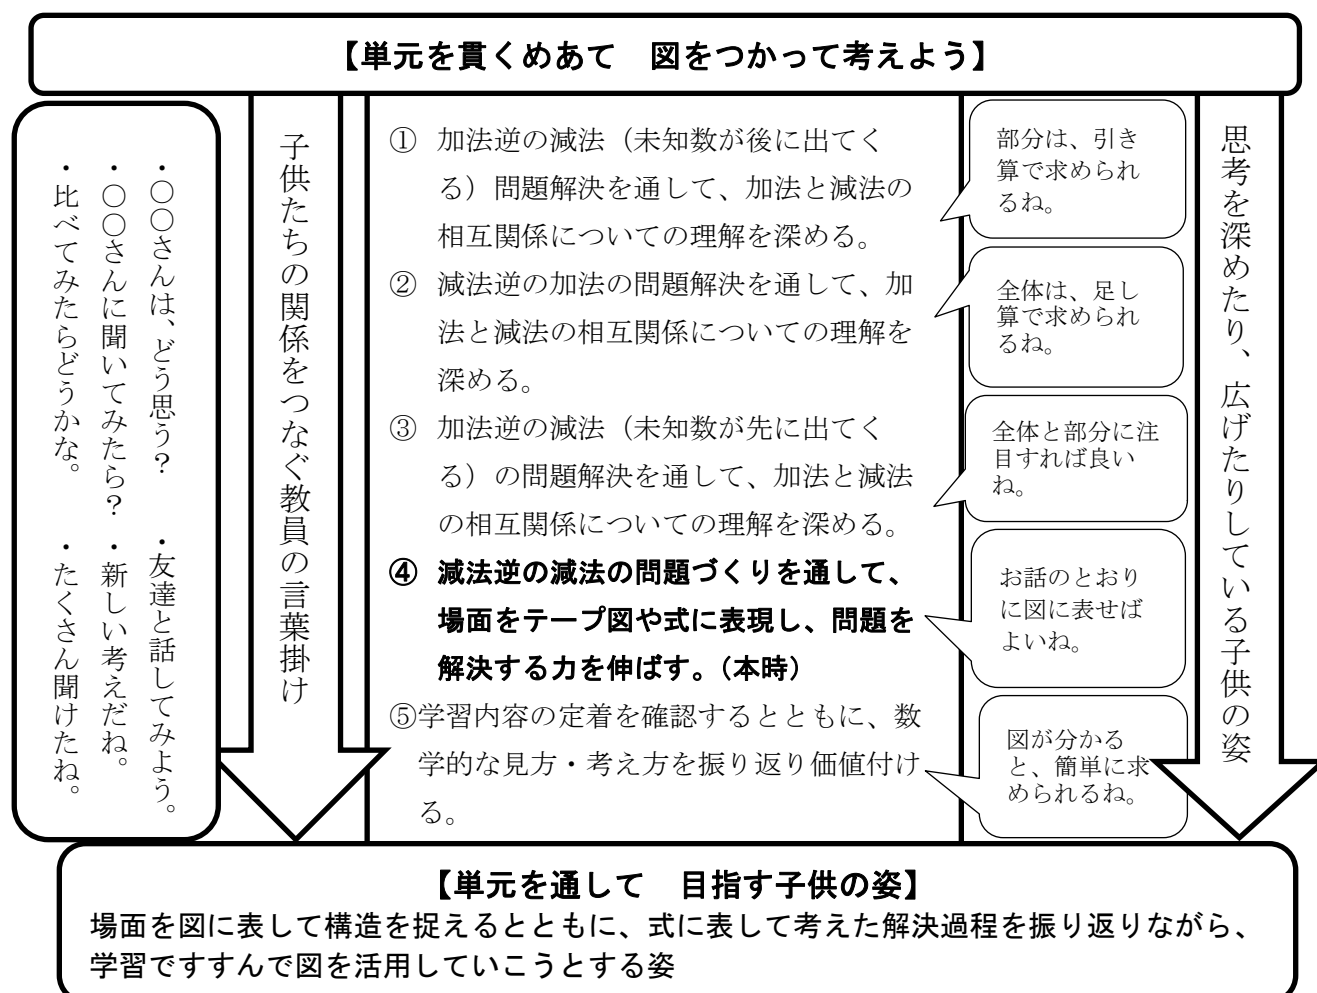 【単元を貫くめあて　図をつかって考えよう】
・〇〇さんは、どう思う？　・友達と話してみよう。
・〇〇さんに聞いてみたら？　・新しい考えだね。
・比べてみたらどうかな。　・たくさん聞けたね。
子供たちの関係をつなぐ教員の言葉掛け
①　加法逆の減法（未知数が後に出てく
る）問題解決を通して、加法と減法の
相互関係についての理解を深める。
②　減法逆の加法の問題解決を通して、加
法と減法の相互関係についての理解を
深める。
③　加法逆の減法（未知数が先に出てく
る）の問題解決を通して、加法と減法
の相互関係についての理解を深める。
④　減法逆の減法の問題づくりを通して、
場面をテープ図や式に表現し、問題を
解決する力を伸ばす。（本時）
⑤学習内容の定着を確認するとともに、数
学的な見方・考え方を振り返り価値付け
る。
部分は、引き
算で求められ
るね。
全体は、足し
算で求められ
るね。
全体と部分に注
目すれば良い
ね。
お話のとおり
に図に表せば
よいね。
図が分かる
と、簡単に求
められるね。
思考を深めたり、広げたりしている子供の姿
【単元を通して　目指す子供の姿】
場面を図に表して構造を捉えるとともに、式に表して考えた解決過程を振り返りながら、
学習ですすんで図を活用していこうとする姿